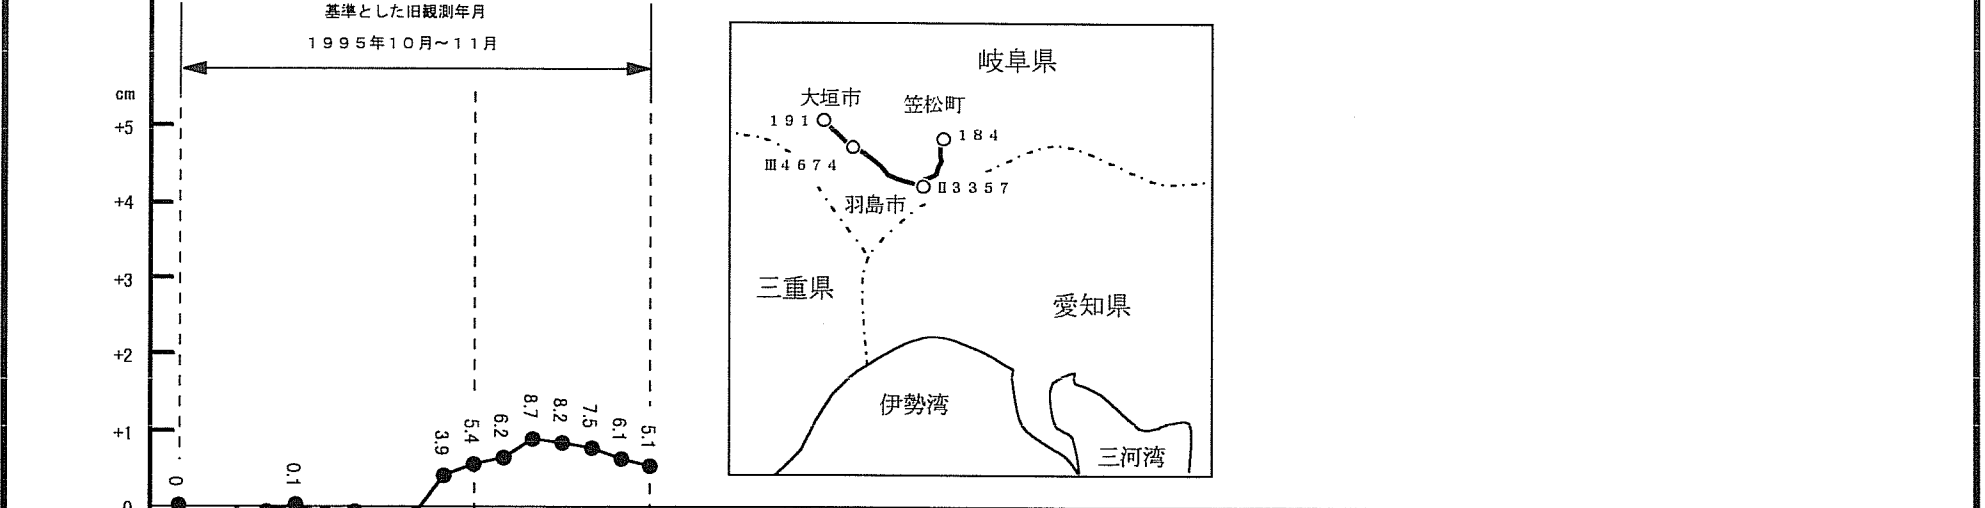 基準とした旧観測年月
1995年10月～11月
cm
+5
+4
+3
+2
+1
0
0
0.1
3.9
5.4
6.2
8.7
8.2
7.5
6.1
5.1
岐阜県
大垣市
笠松町
191
184
Ⅲ4674
Ⅱ3357
羽島市
三重県
愛知県
伊勢湾
三河湾